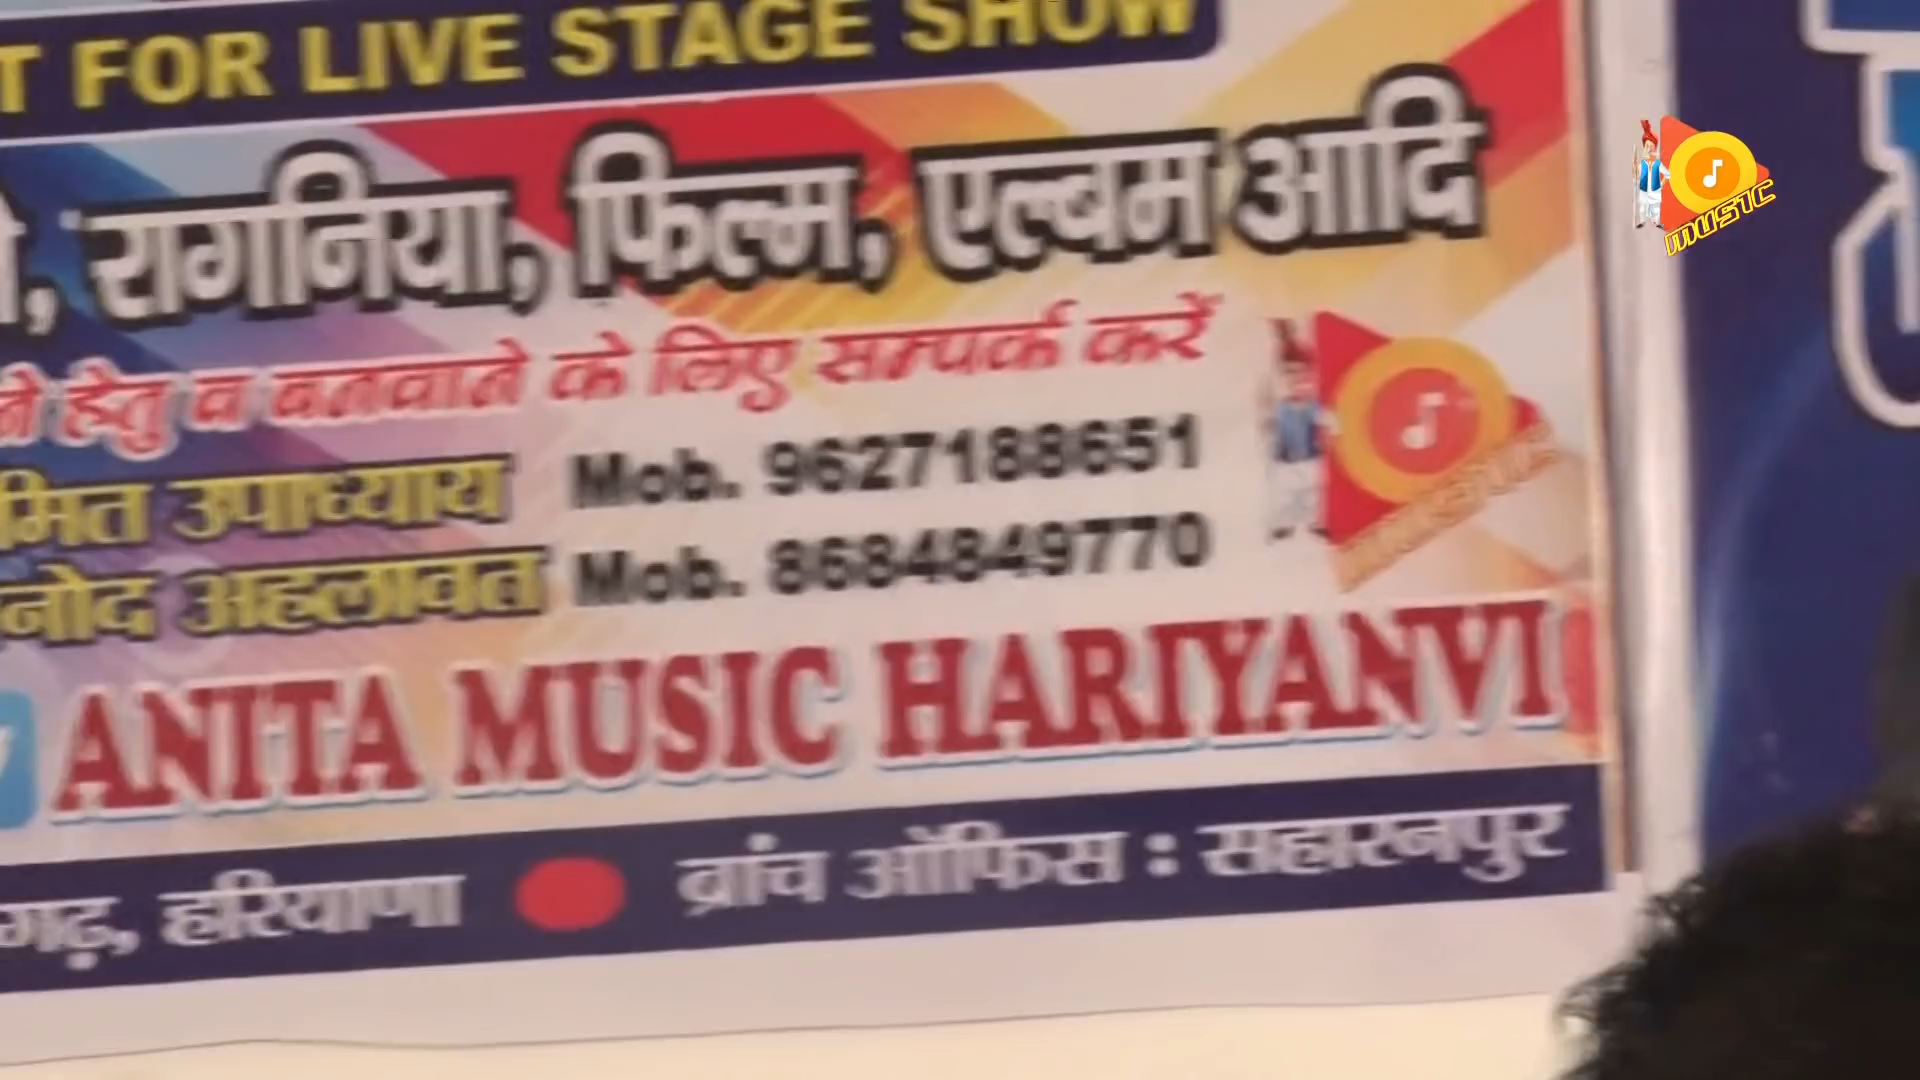 FOR LIVE STAGE SHOW
, रागनिया, फिल्म, एल्बम आदि
हेतु व बनवाने के लिए सम्पर्क करें
उपाध्याय Mob. 9627188651
अहलावत Mob. 8684849770
ANITA MUSIC HARIYANVI
हरियाणा ब्रांच ऑफिस : सहारनपुर
MUSIC